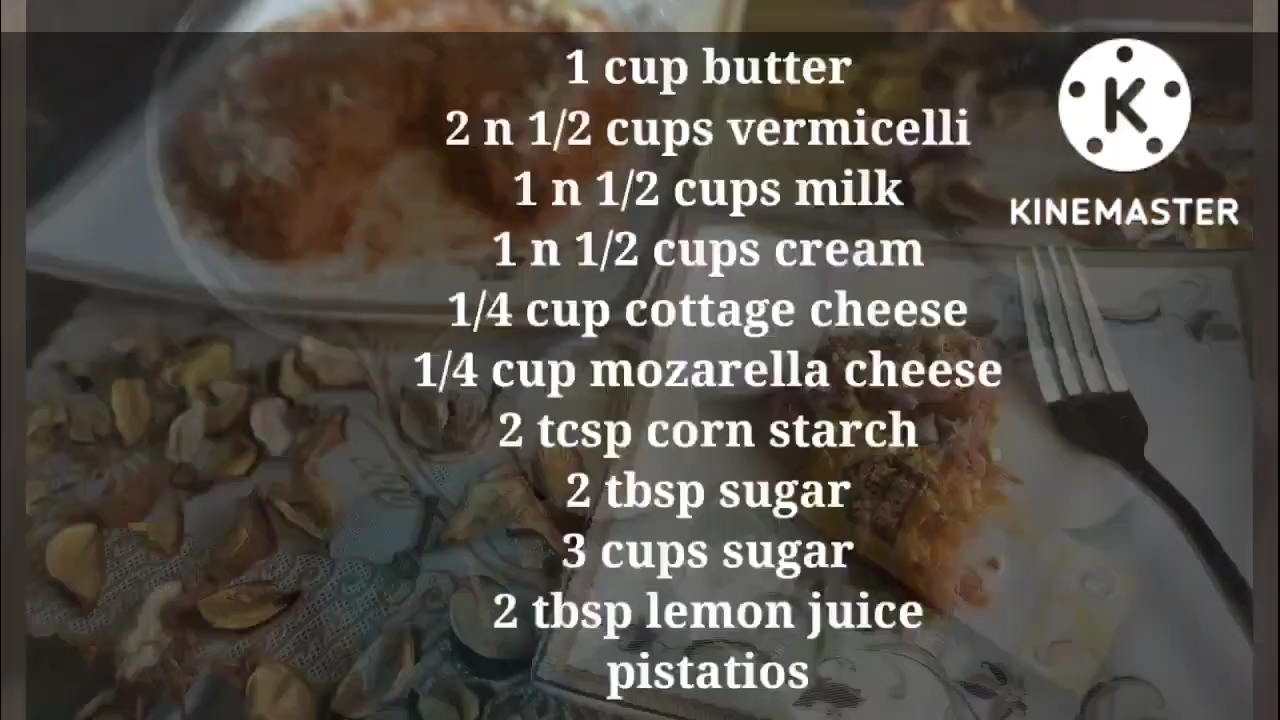 1 cup butter
2 n 1/2 cups vermicelli
1 n 1/2 cups milk
1 n 1/2 cups cream
1/4 cup cottage cheese
1/4 cup mozarella cheese
2 tcsp corn starch
2 tbsp sugar
3 cups sugar
2 tbsp lemon juice
pistatios
K
KINEMASTER